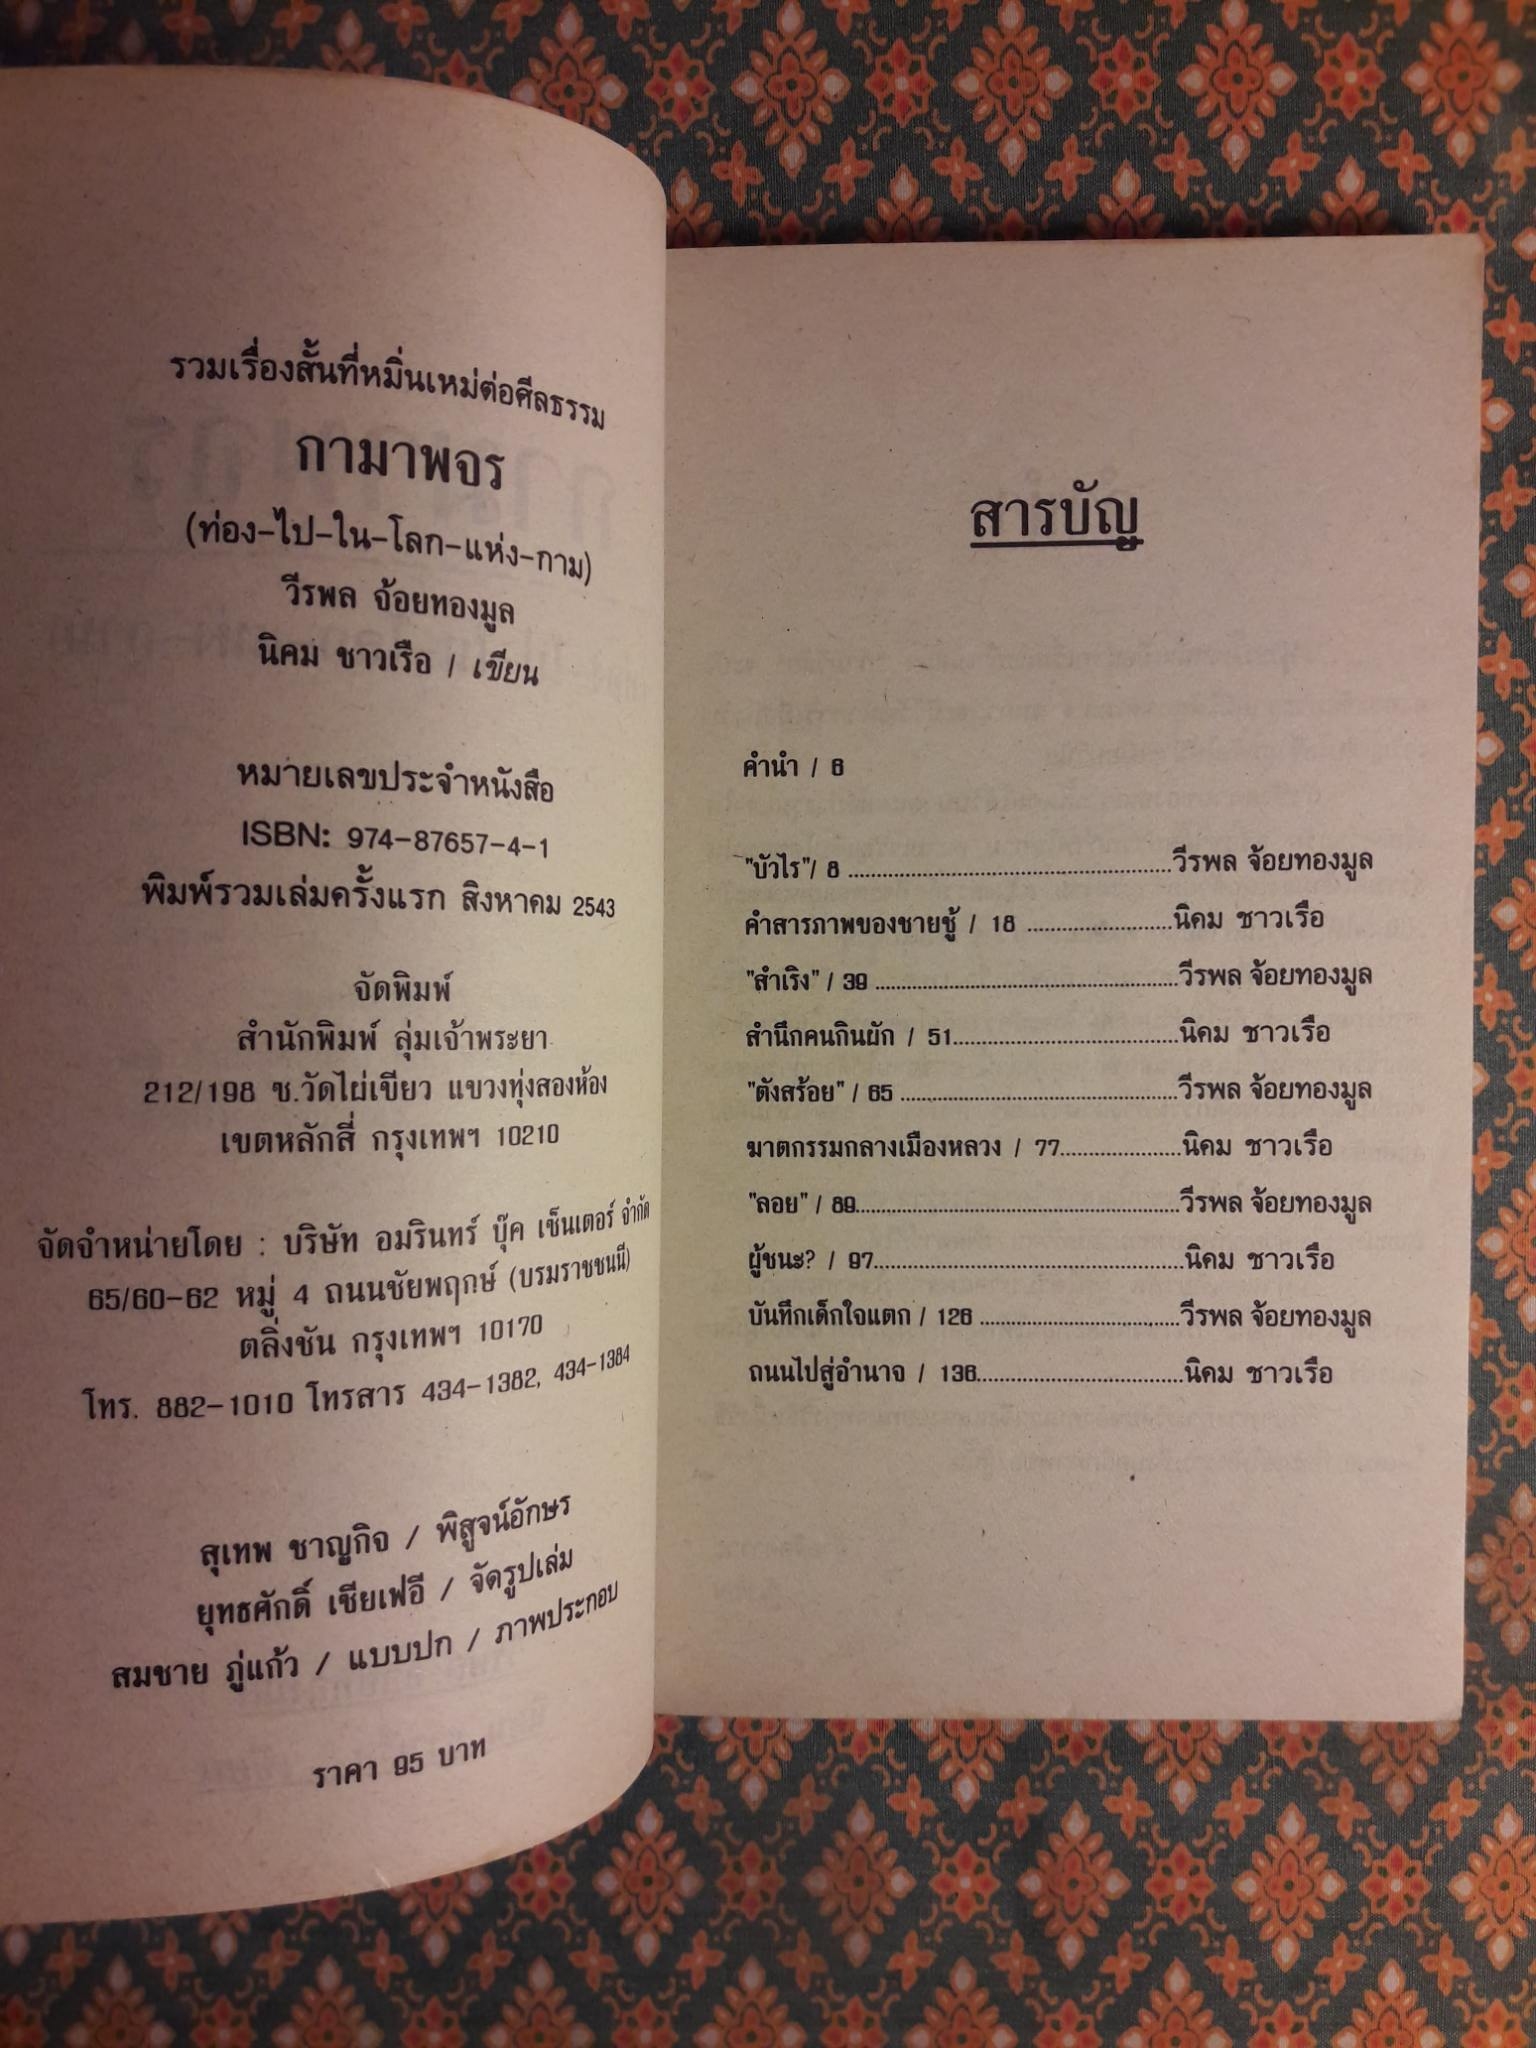 รวมเรื่องสั้นที่หมิ่นเหม่ต่อศีลธรรม
กามาพจร
(ท่อง-ไป-ใน-โลก-แห่ง-กาม)
วีรพล จ้อยทองมูล
นิคม ชาวเรือ / เขียน
หมายเลขประจำหนังสือ
ISBN: 974-87657-4-1
พิมพ์รวมเล่มครั้งแรก สิงหาคม 2543
จัดพิมพ์
สำนักพิมพ์ ลุ่มเจ้าพระยา
212/198 ซ.วัดไผ่เขียว แขวงทุ่งสองห้อง
เขตหลักสี่ กรุงเทพฯ 10210
จัดจำหน่ายโดย : บริษัท อมรินทร์ บุ๊ค เซ็นเตอร์ จำกัด
65/60-62 หมู่ 4 ถนนชัยพฤกษ์ (บรมราชชนนี)
ตลิ่งชัน กรุงเทพฯ 10170
โทร. 882-1010 โทรสาร 434-1382, 434-1384
สุเทพ ชาญกิจ / พิสูจน์อักษร
ยุทธศักดิ์ เชียเฟอี / จัดรูปเล่ม
สมชาย ภู่แก้ว / แบบปก / ภาพประกอบ
ราคา 95 บาท
สารบัญ
คำนำ / 6
"บัวไร"/ 8 ................วีรพล จ้อยทองมูล
คำสารภาพของชายชู้ / 18 ................นิคม ชาวเรือ
"สำเริง" / 39 ................วีรพล จ้อยทองมูล
สำนึกคนกินผัก / 51................นิคม ชาวเรือ
"ตังสร้อย" / 65 ................วีรพล จ้อยทองมูล
ฆาตกรรมกลางเมืองหลวง / 77................นิคม ชาวเรือ
"ลอย" / 89................วีรพล จ้อยทองมูล
ผู้ชนะ? / 97................นิคม ชาวเรือ
บันทึกเด็กใจแตก / 126 ................วีรพล จ้อยทองมูล
ถนนไปสู่อำนาจ / 136................นิคม ชาวเรือ